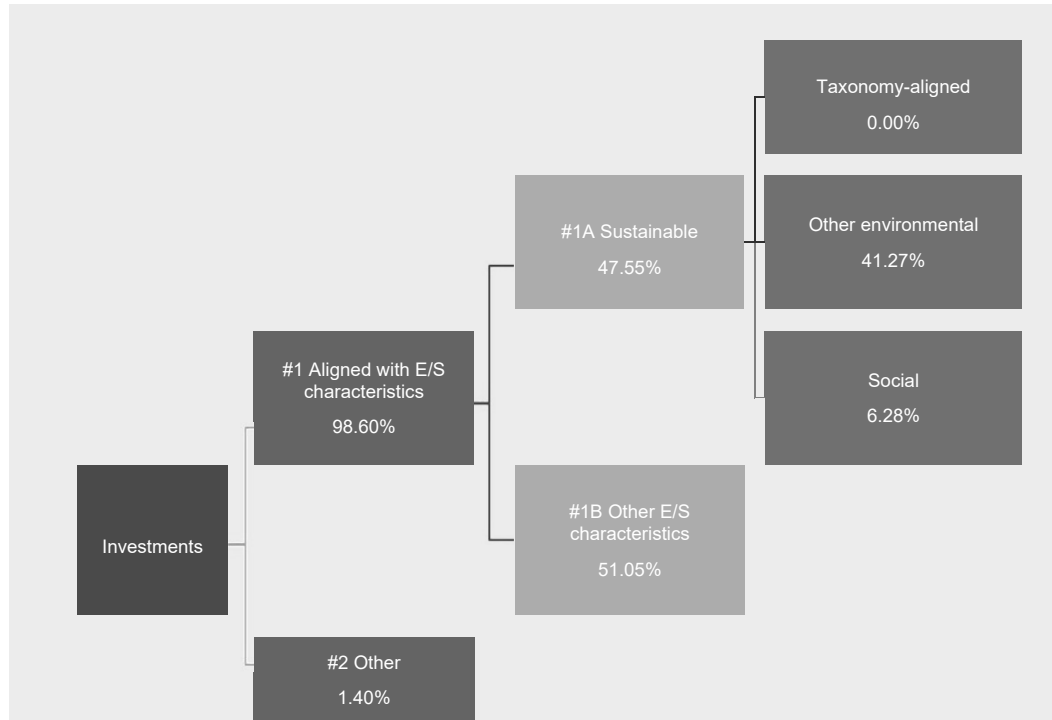 Taxonomy-aligned
0.00%
#1A Sustainable
47.55%
Other environmental
41.27%
#1 Aligned with E/S
characteristics
98.60%
Social
6.28%
Investments
#1B Other E/S
characteristics
51.05%
#2 Other
1.40%